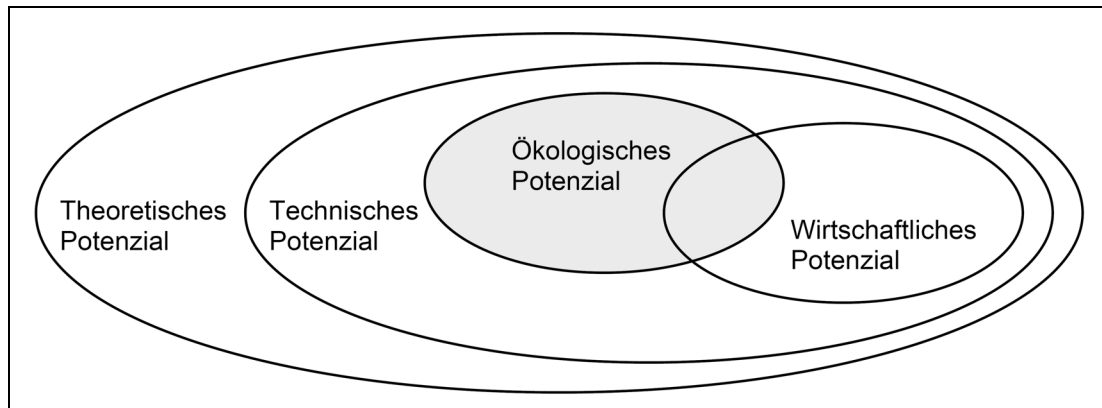 Theoretisches
Potenzial
Technisches
Potenzial
Ökologisches
Potenzial
Wirtschaftliches
Potenzial